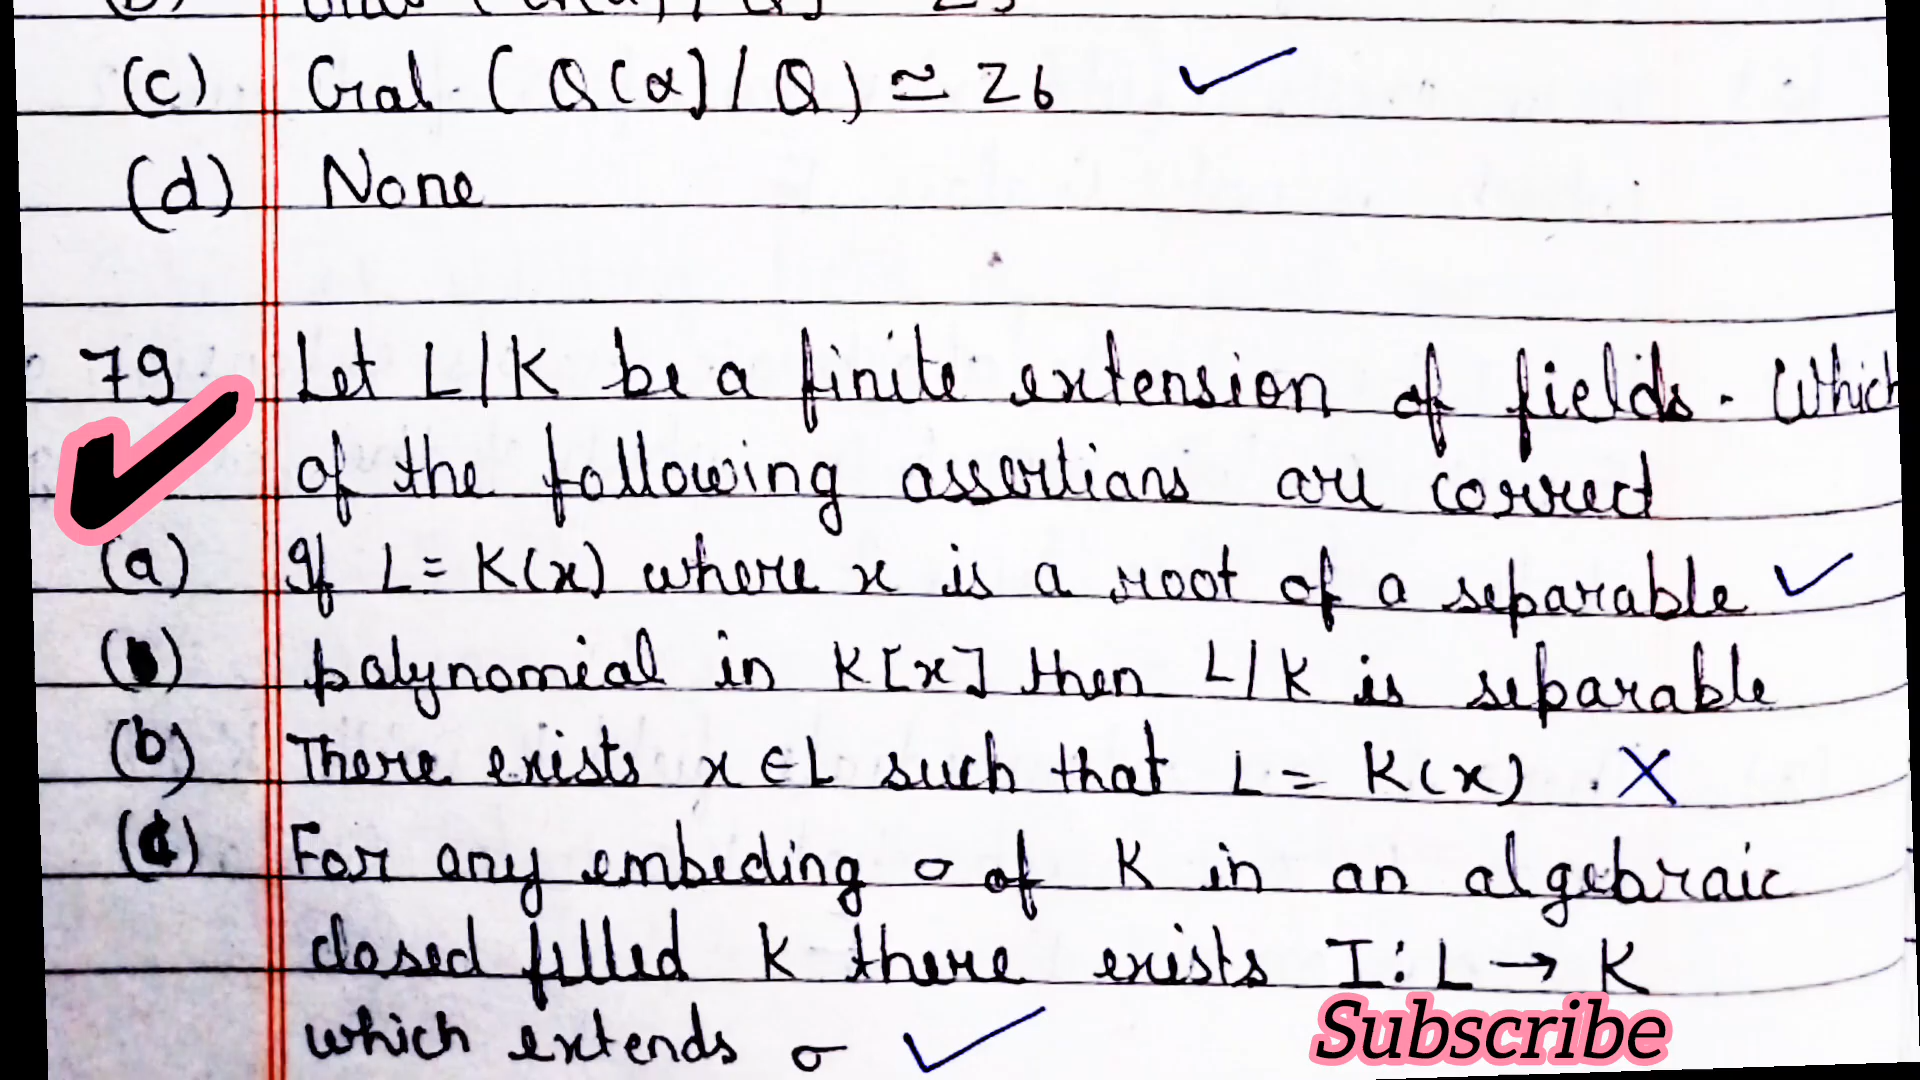 (c) Gal. (Q(α)/Q) ≃ Z6 ✓
(d) None
79 Let L/K be a finite extension of fields. Which
of the following assertians are correct
(a) If L = K(x) where x is a root of a separable ✓
polynomial in K[x] then L/K is separable
(b) There exists x ∈ L such that L = K(x). X
For any embeding σ of K in an algebraic
closed filled K there exists I: L → K
which extends σ ✓
Subscribe